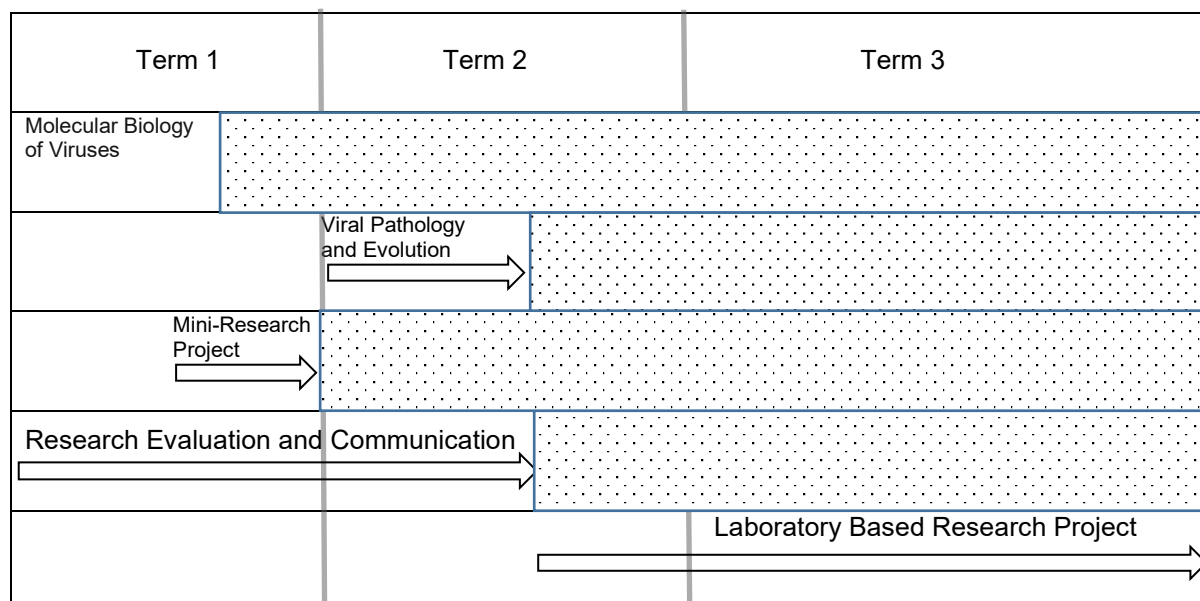 Term 1
Term 2
Term 3
Molecular Biology
of Viruses
Viral Pathology
and Evolution
Mini-Research
Project
Research Evaluation and Communication
Laboratory Based Research Project